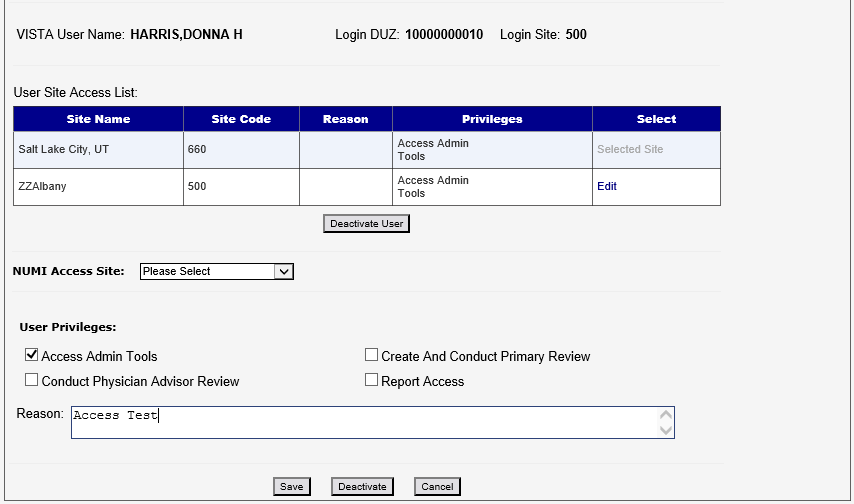 VISTA User Name: HARRIS,DONNA H Login DUZ: 10000000010 Login Site: 500
User Site Access List:
Site Name Site Code Reason Privileges Select
Salt Lake City, UT 660 Access Admin Tools Selected Site
ZZAlbany 500 Access Admin Tools Edit
Deactivate User
NUMI Access Site: Please Select
User Privileges:
Access Admin Tools Create And Conduct Primary Review
Conduct Physician Advisor Review Report Access
Reason: Access Test
Save Deactivate Cancel